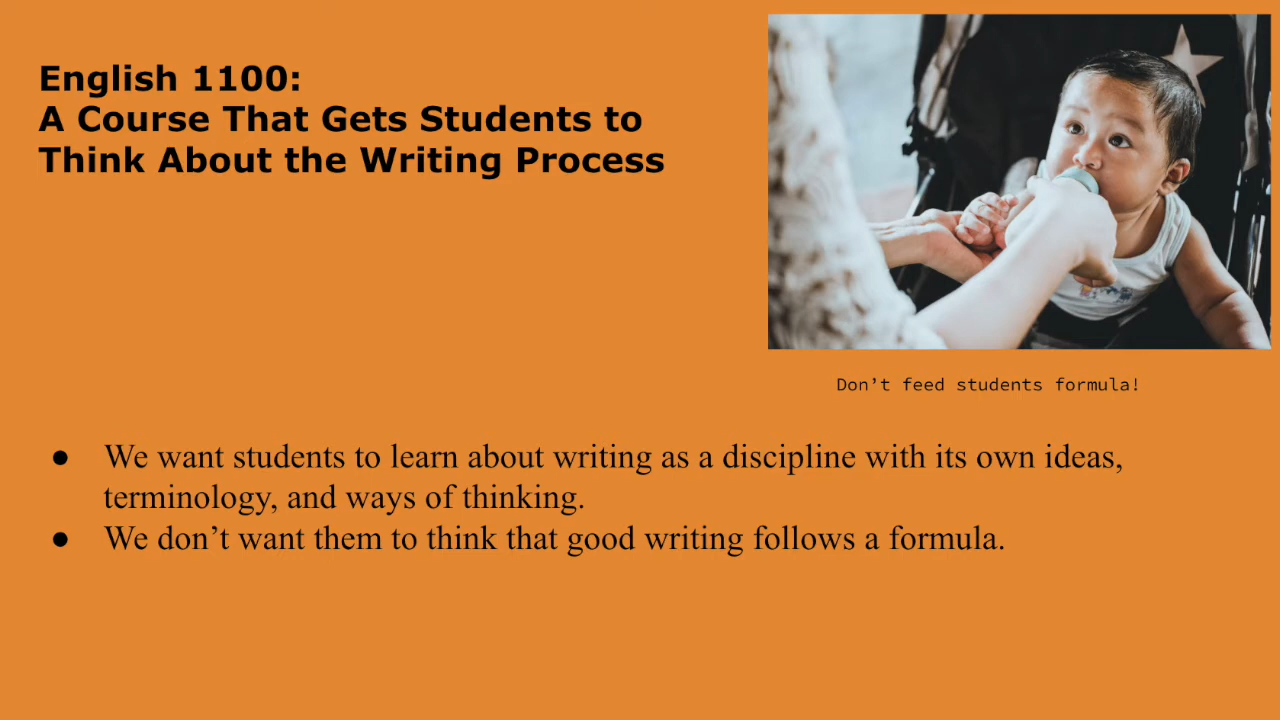 English 1100:
A Course That Gets Students to
Think About the Writing Process
Don’t feed students formula!
● We want students to learn about writing as a discipline with its own ideas,
terminology, and ways of thinking.
● We don’t want them to think that good writing follows a formula.